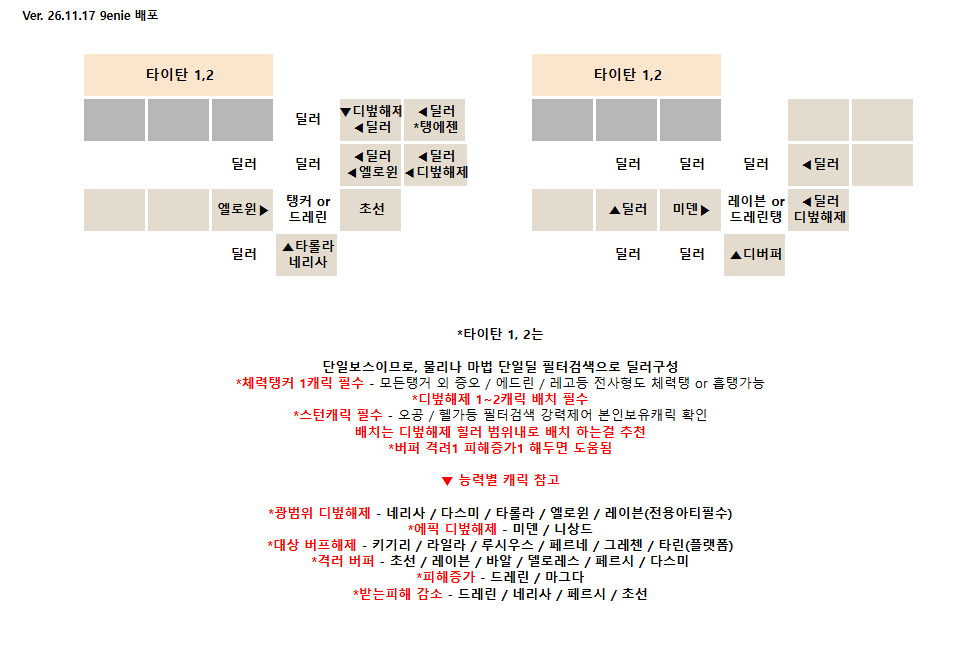 Ver. 26.11.17 9enie 배포
타이탄 1,2
딜러
▼디벞해제
◀딜러
◀딜러
*탱에젠
딜러
딜러
◀딜러
◀엘로윈
◀딜러
◀디벞해제
엘로윈▶
탱커 or
드레린
초선
딜러
▲타롤라
네리사
타이탄 1,2
딜러
딜러
딜러
◀딜러
▲딜러
미덴▶
레이븐 or
드레린탱
◀딜러
디벞해제
딜러
딜러
▲디버퍼
*타이탄 1, 2는
단일보스이므로, 물리나 마법 단일딜 필터검색으로 딜러구성
*체력탱커 1캐릭 필수 - 모든탱거 외 중오 / 에드린 / 레고등 전사형도 체력탱 or 흡탱가능
*디벞해제 1~2캐릭 배치 필수
*스턴캐릭 필수 - 오공 / 헬가등 필터검색 강력제어 본인보유캐릭 확인
배치는 디벞해제 힐러 범위내로 배치 하는걸 추천
*버퍼 격려1 피해증가1 해두면 도움됨
▼ 능력별 캐릭 참고
*광범위 디벞해제 - 네리사 / 다스미 / 타롤라 / 엘로윈 / 레이븐(전용아티필수)
*에픽 디벞해제 - 미덴 / 니상드
*대상 버프해제 - 키기리 / 라일라 / 루시우스 / 페르네 / 그레첸 / 타린(플랫폼)
*격러 버퍼 - 초선 / 레이븐 / 바알 / 델로레스 / 페르시 / 다스미
*피해증가 - 드레린 / 마그다
*받는피해 감소 - 드레린 / 네리사 / 페르시 / 초선